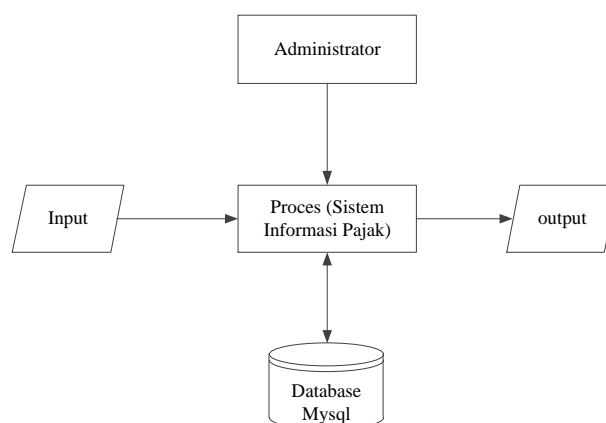 Administrator
Input
Proces (Sistem
Informasi Pajak)
output
Database
Mysql